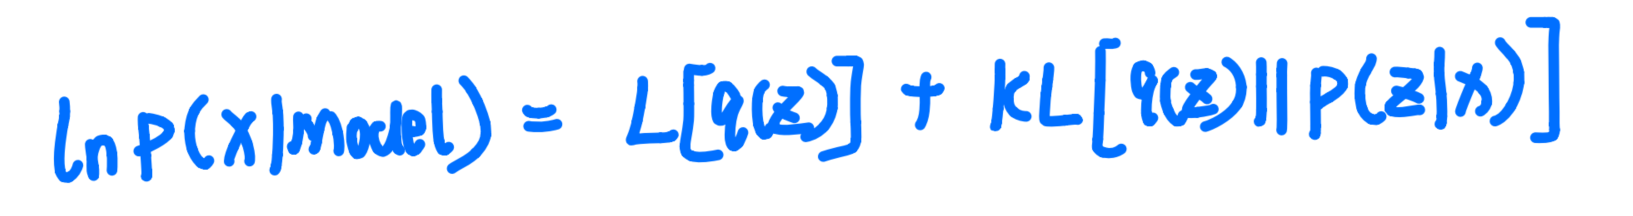 ln p(x|model) = L[q(z)] + KL[q(z)||p(z|x)]